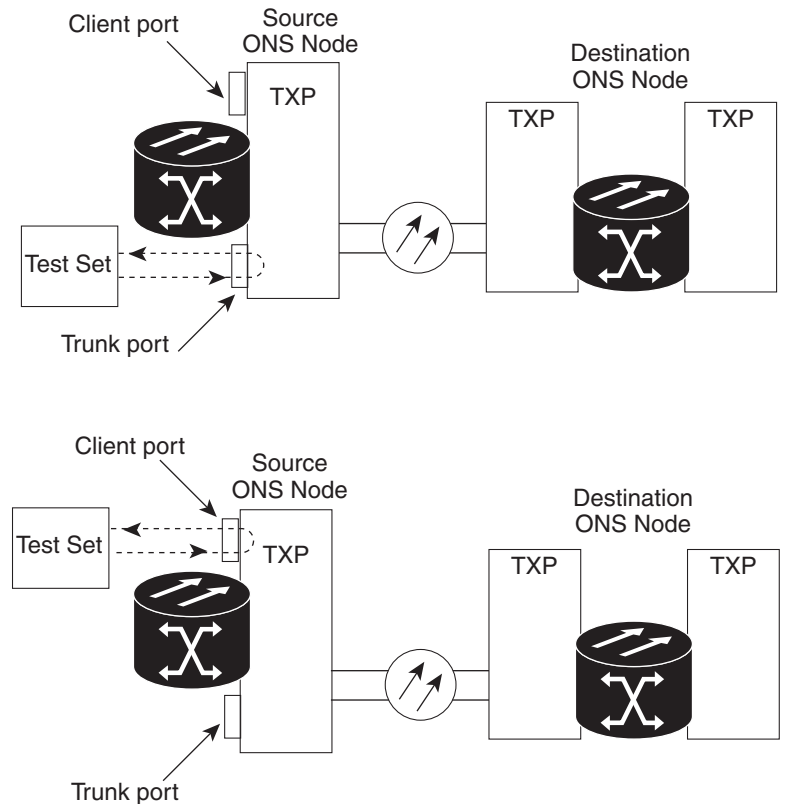 Client port
Source
ONS Node
TXP
Destination
ONS Node
TXP
TXP
Test Set
Trunk port
Client port
Source
ONS Node
Test Set
TXP
Destination
ONS Node
TXP
TXP
Trunk port